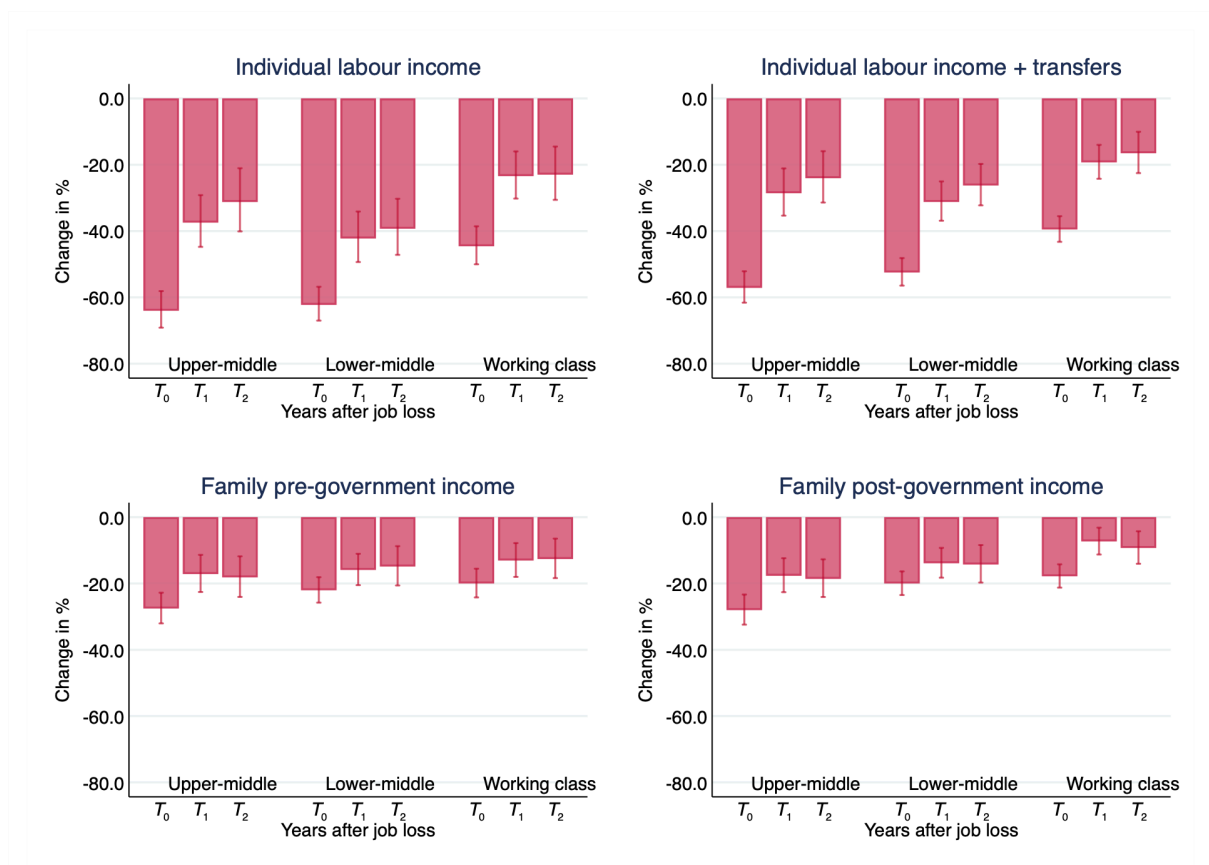 Individual labour income
Change in %
0.0
-20.0
-40.0
-60.0
-80.0
Upper-middle Lower-middle Working class
T0 T1 T2 T0 T1 T2 T0 T1 T2
Years after job loss
Individual labour income + transfers
Change in %
0.0
-20.0
-40.0
-60.0
-80.0
Upper-middle Lower-middle Working class
T0 T1 T2 T0 T1 T2 T0 T1 T2
Years after job loss
Family pre-government income
Change in %
0.0
-20.0
-40.0
-60.0
-80.0
Upper-middle Lower-middle Working class
T0 T1 T2 T0 T1 T2 T0 T1 T2
Years after job loss
Family post-government income
Change in %
0.0
-20.0
-40.0
-60.0
-80.0
Upper-middle Lower-middle Working class
T0 T1 T2 T0 T1 T2 T0 T1 T2
Years after job loss